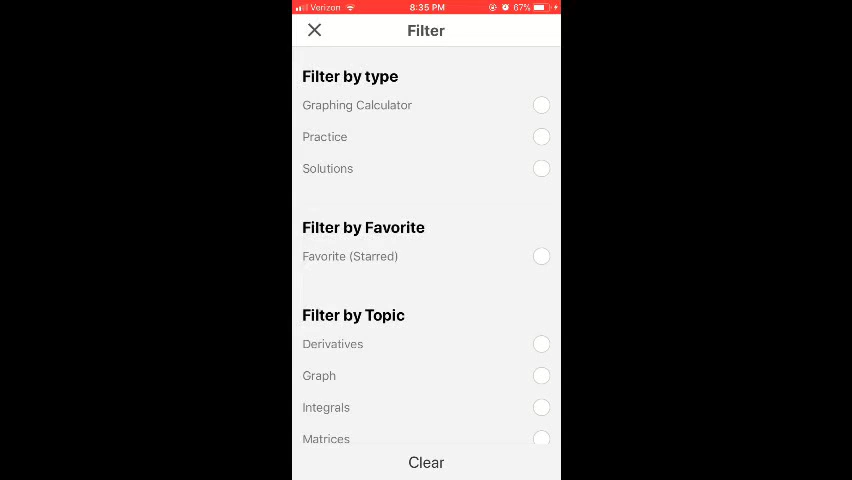 Verizon 8:35 PM 67%
Filter
Filter by type
Graphing Calculator
Practice
Solutions
Filter by Favorite
Favorite (Starred)
Filter by Topic
Derivatives
Graph
Integrals
Matrices
Clear